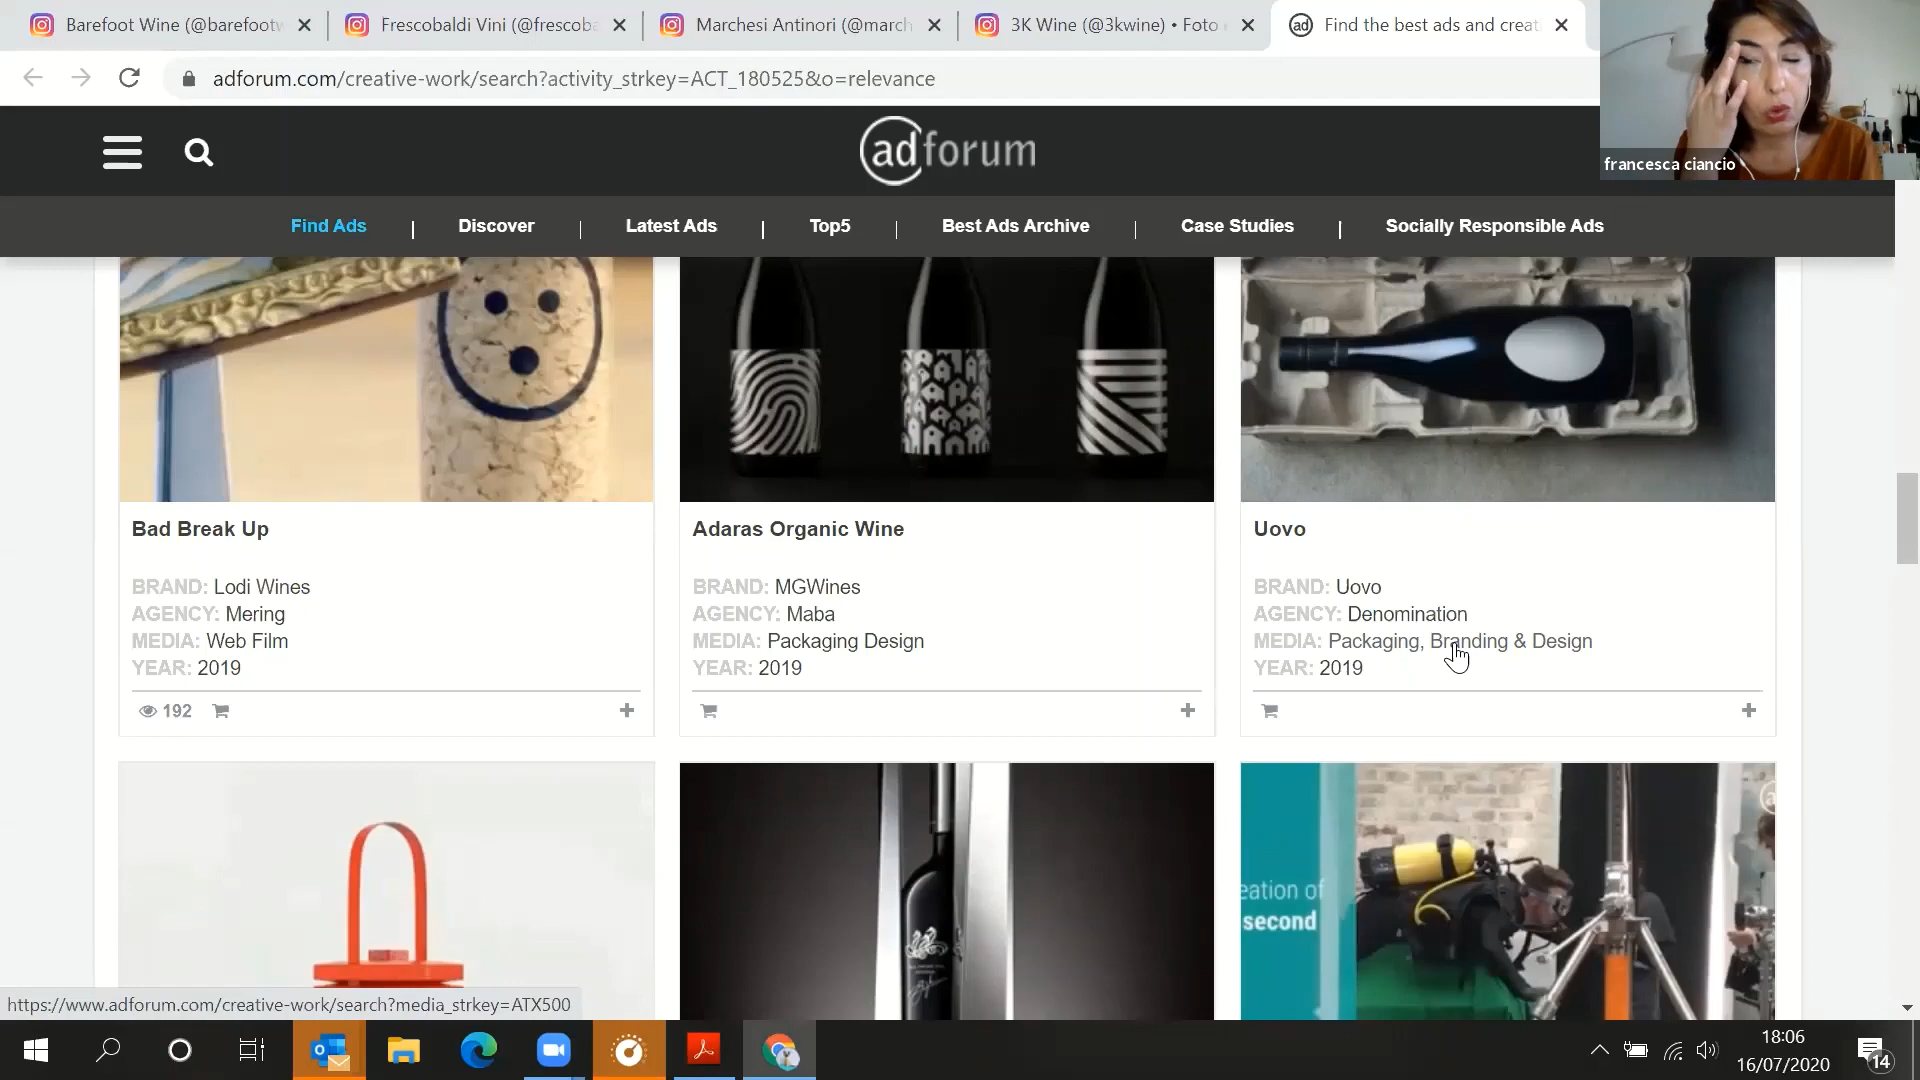 Barefoot Wine (@barefootw
Frescobaldi Vini (@frescoba
Marchesi Antinori (@march
3K Wine (@3kwine) • Foto e
Find the best ads and creat
adforum.com/creative-work/search?activity_strkey=ACT_180525&o=relevance
francesca ciancio
ad forum
Find Ads | Discover | Latest Ads | Top5 | Best Ads Archive | Case Studies | Socially Responsible Ads
Bad Break Up
BRAND: Lodi Wines
AGENCY: Mering
MEDIA: Web Film
YEAR: 2019
192
Adaras Organic Wine
BRAND: MGWines
AGENCY: Maba
MEDIA: Packaging Design
YEAR: 2019
Uovo
BRAND: Uovo
AGENCY: Denomination
MEDIA: Packaging, Branding & Design
YEAR: 2019
eation of
second
https://www.adforum.com/creative-work/search?media_strkey=ATX500
18:06
16/07/2020
14